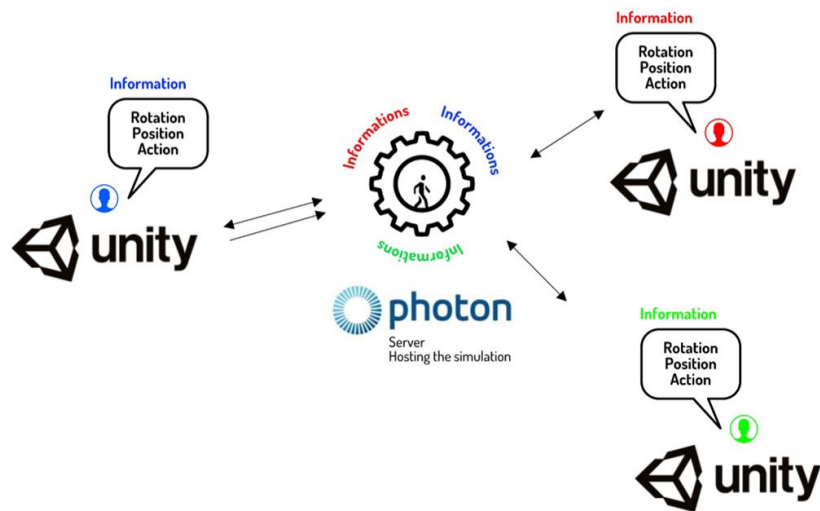 Information
Rotation
Position
Action
unity
Informations
Informations
Informations
photon
Server
Hosting the simulation
Information
Rotation
Position
Action
unity
Information
Rotation
Position
Action
unity